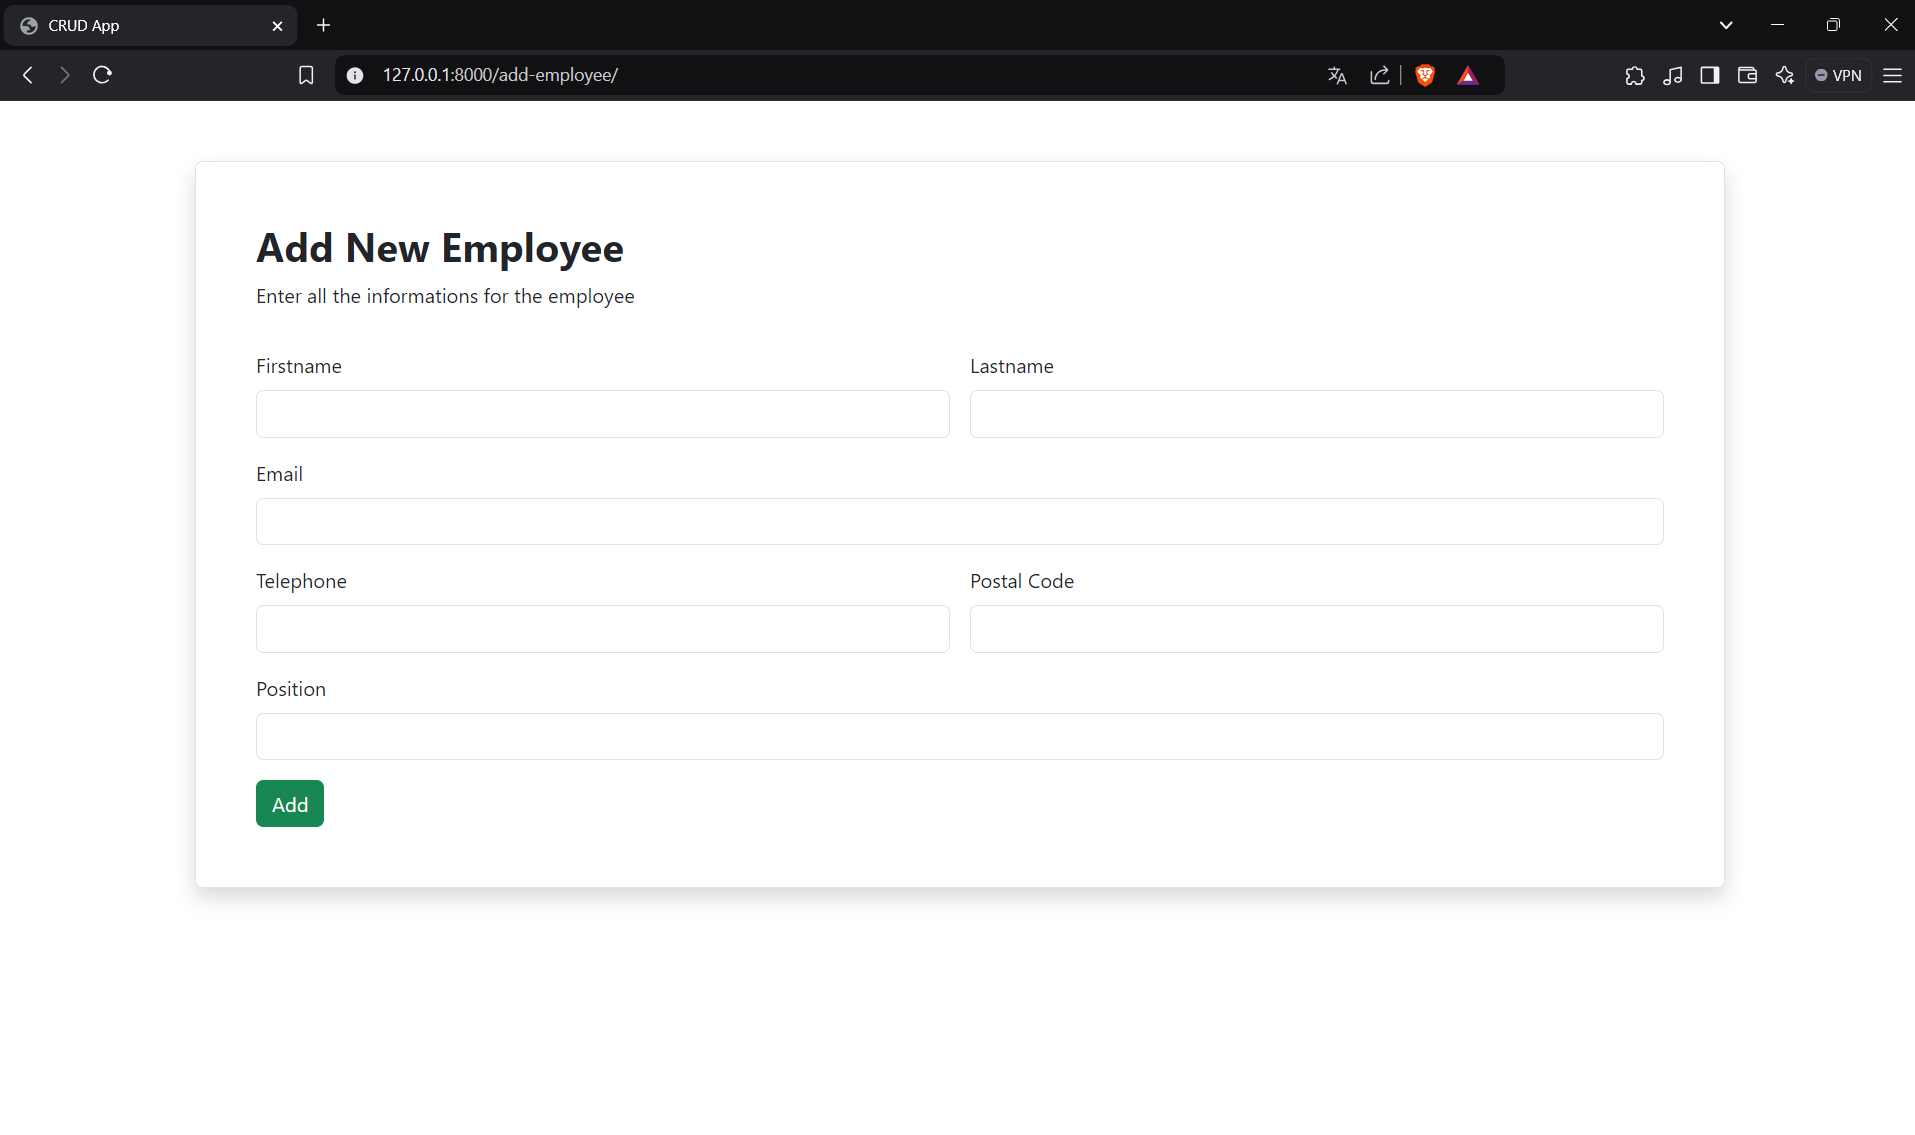 CRUD App
127.0.0.1:8000/add-employee/
VPN
Add New Employee
Enter all the informations for the employee
Firstname
Lastname
Email
Telephone
Postal Code
Position
Add